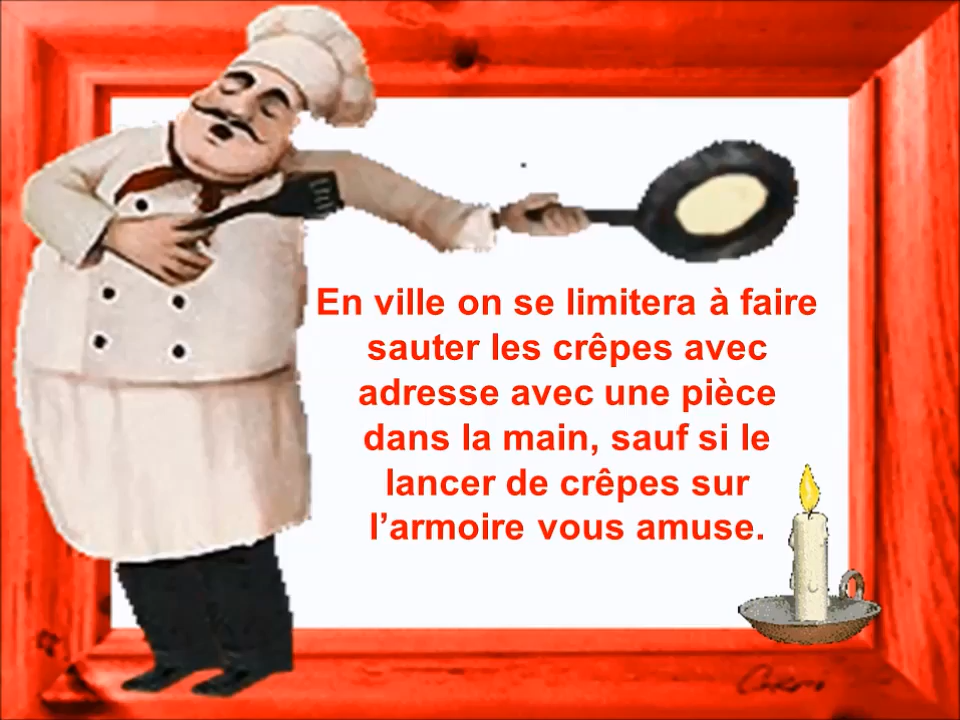 En ville on se limitera à faire
sauter les crêpes avec
adresse avec une pièce
dans la main, sauf si le
lancer de crêpes sur
l’armoire vous amuse.